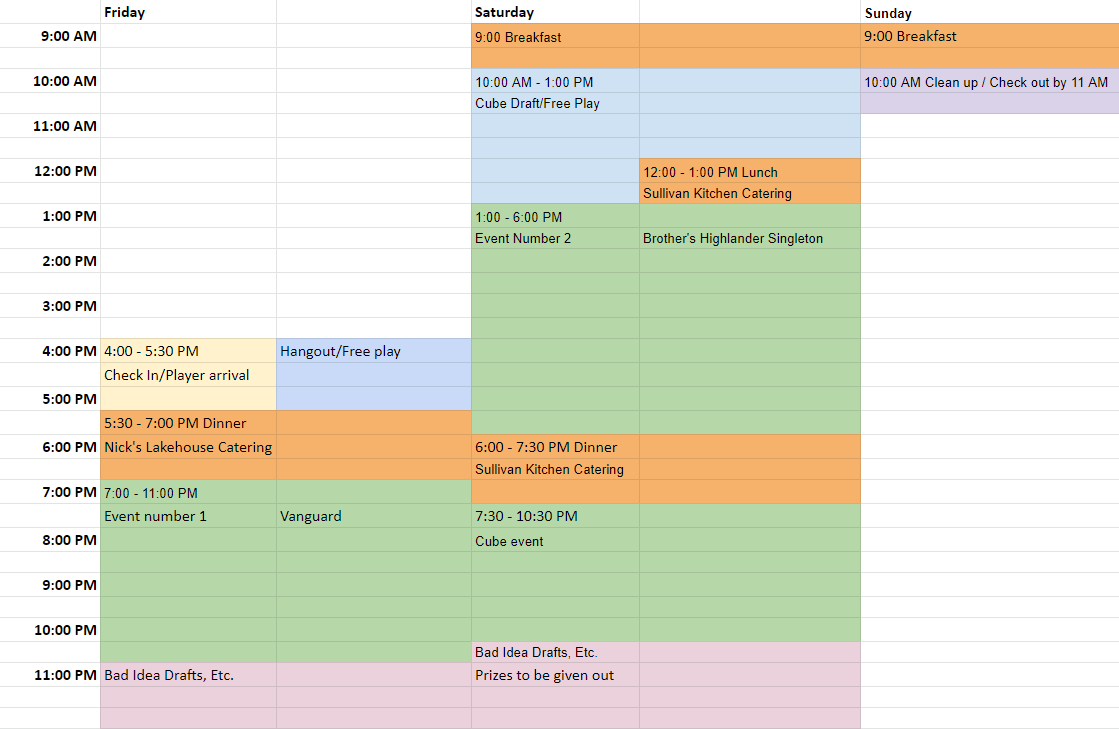 Friday Saturday Sunday
9:00 AM 9:00 Breakfast 9:00 Breakfast
10:00 AM 10:00 AM - 1:00 PM 10:00 AM Clean up / Check out by 11 AM
Cube Draft/Free Play
11:00 AM
12:00 PM 12:00 - 1:00 PM Lunch
Sullivan Kitchen Catering
1:00 PM 1:00 - 6:00 PM
Event Number 2 Brother's Highlander Singleton
2:00 PM
3:00 PM
4:00 PM 4:00 - 5:30 PM Hangout/Free play
Check In/Player arrival
5:00 PM
5:30 - 7:00 PM Dinner
6:00 PM Nick's Lakehouse Catering 6:00 - 7:30 PM Dinner
Sullivan Kitchen Catering
7:00 PM 7:00 - 11:00 PM
Event number 1 Vanguard 7:30 - 10:30 PM
8:00 PM Cube event
9:00 PM
10:00 PM
Bad Idea Drafts, Etc.
11:00 PM Bad Idea Drafts, Etc. Prizes to be given out